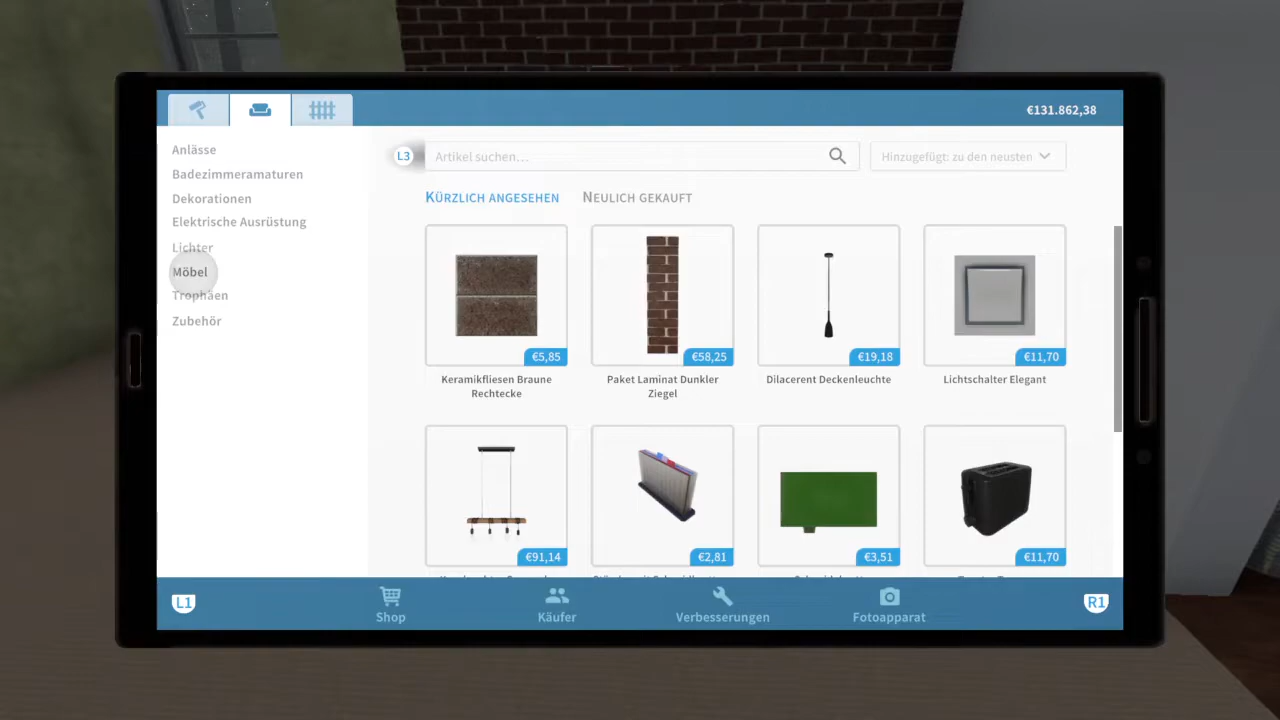 €131.862,38
Anlässe
Badezimmeramaturen
Dekorationen
Elektrische Ausrüstung
Lichter
Möbel
Trophäen
Zubehör
L3
Artikel suchen...
Hinzugefügt: zu den neusten
KÜRZLICH ANGESEHEN
NEULICH GEKAUFT
€5,85
€58,25
€19,18
€11,70
Keramikfliesen Braune
Rechtecke
Paket Laminat Dunkler
Ziegel
Dilacerent Deckenleuchte
Lichtschalter Elegant
€91,14
€2,81
€3,51
€11,70
L1
Shop
Käufer
Verbesserungen
Fotoapparat
R1